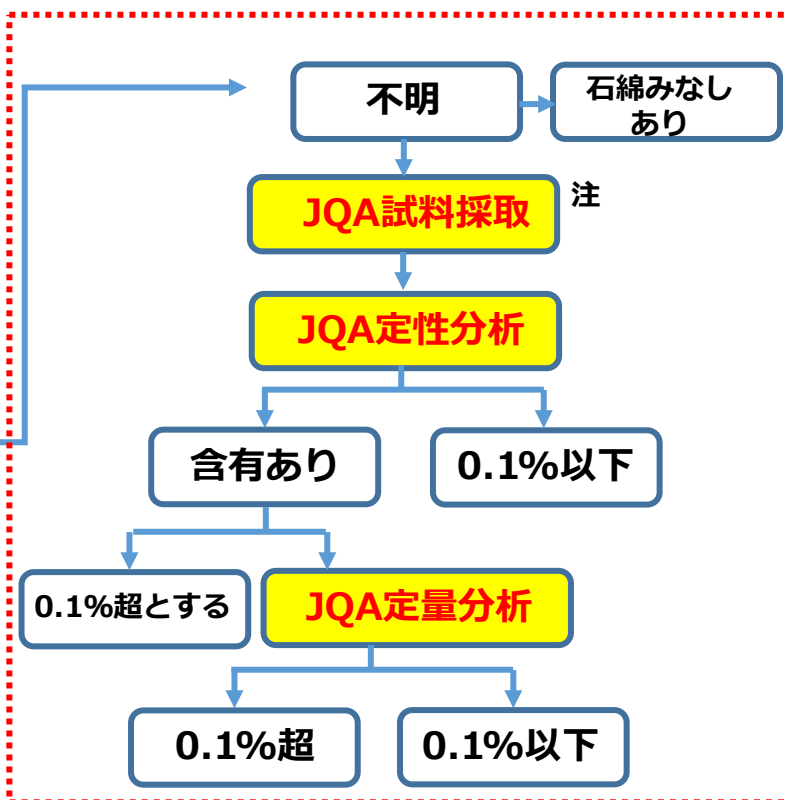 不明
石綿みなし
あり
JQA試料採取
注
JQA定性分析
含有あり
0.1%以下
0.1%超とする
JQA定量分析
0.1%超
0.1%以下